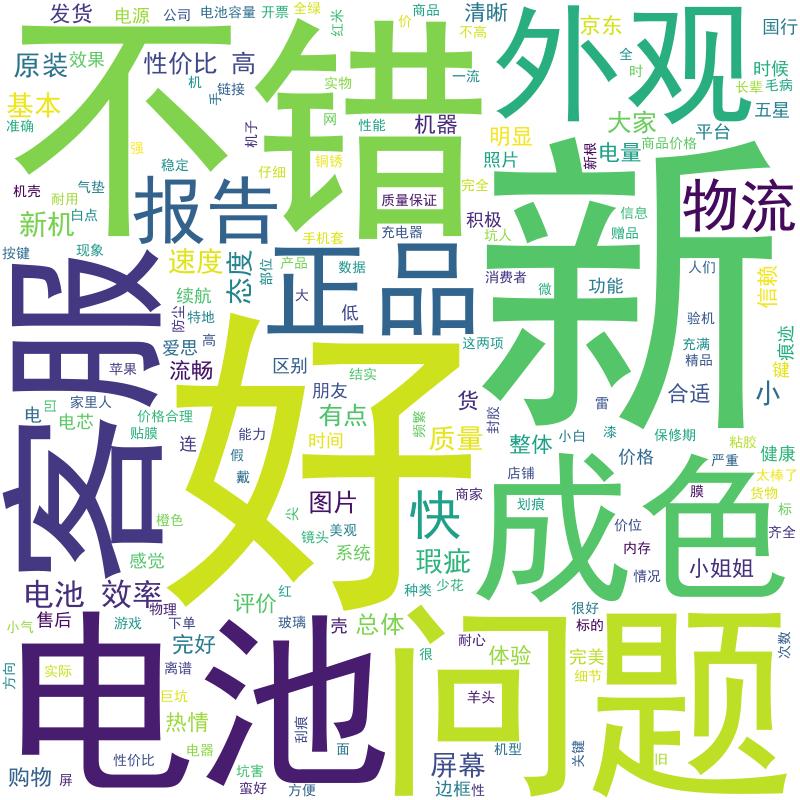 发货
电源
公司
电池容量
开票
全绿
红米
价
商品
清晰
国行
不错
外观
原装
效果
性价比 高
机
链接
手
实物
网
一流
不高
京东
全
时
时候
长辈
毛病
基本
准确
强
机子
性能
机器
明显
大家
平台
五星
稳定
仔细
铜锈
照片
电量
商品价格
新根
新
机壳
耐用
气垫
白点
新机
报告
质量保证
完全
积极
信息
赠品
物流
按键
现象
速度
态度
部位
手机套
产品
数据
充电器
坑人
消费者
功能
人们
信赖
正品
大
低
微
续航
防尘
特地
高
客服
爱思
流畅
苹果
区别
结实
这两项
验机
充满
精品
痕迹
键
好
电
口
电芯
家里人
价格合理
贴膜
连
能力
假
戴
朋友
有点
时间
频繁
质量
货
封胶
整体
小白
雷
漆
合适
小
保修期
粘胶
价格
严重
健康
太棒了
货物
图片
商家
快
店铺
划痕
成色
膜
标
齐全
橙色
感觉
尖
镜头
美观
系统
瑕疵
价位
内存
情况
小姐姐
电池 效率
物理
评价
种类
少花
很好
小气
售后
游戏
下单
红
玻璃
壳
总体
很
耐心
标的
次数
电池
问题
完好
体验
完美
细节
方向
实际
离谱
巨坑
热情
刮痕
羊头
购物
屏
性价比
电器
坑害
蛮好
方便
面
屏幕
边框
性
机型
关键
旧